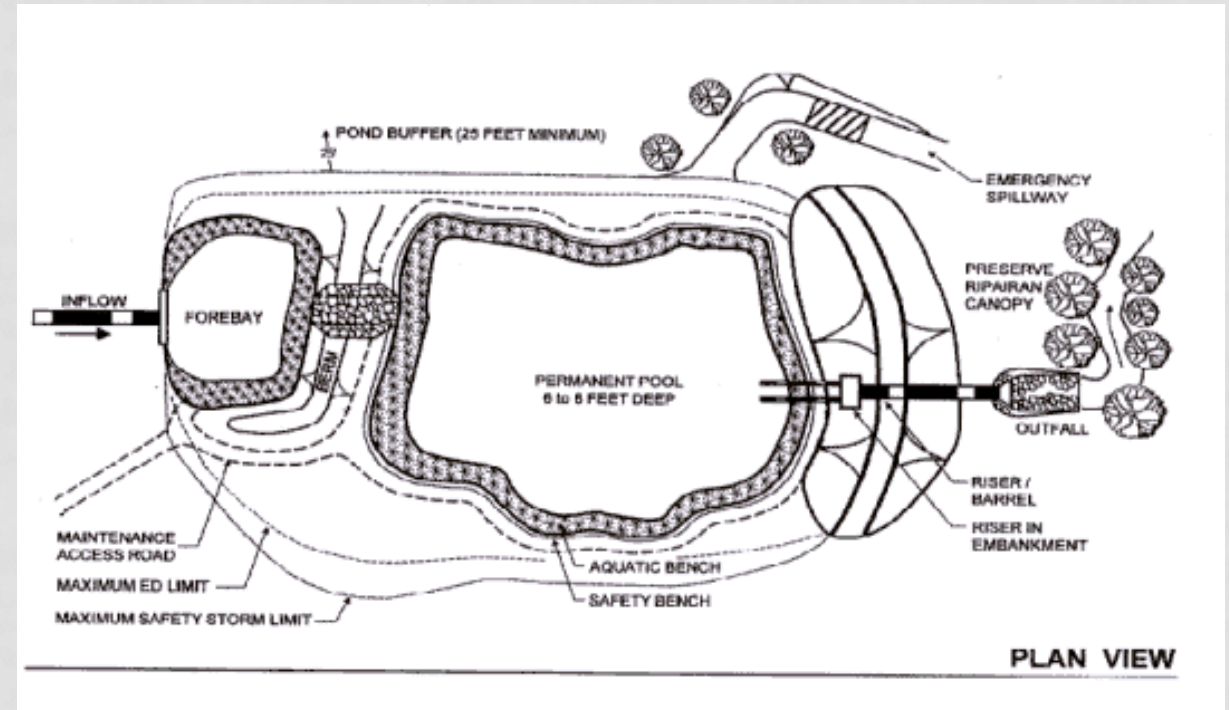 POND BUFFER (25 FEET MINIMUM)
EMERGENCY
SPILLWAY
PRESERVE
RIPAIRAN
CANOPY
INFLOW
FOREBAY
BERM
PERMANENT POOL
6 to 8 FEET DEEP
OUTFALL
RISER /
BARREL
RISER IN
EMBANKMENT
MAINTENANCE
ACCESS ROAD
MAXIMUM ED LIMIT
MAXIMUM SAFETY STORM LIMIT
AQUATIC BENCH
SAFETY BENCH
PLAN VIEW